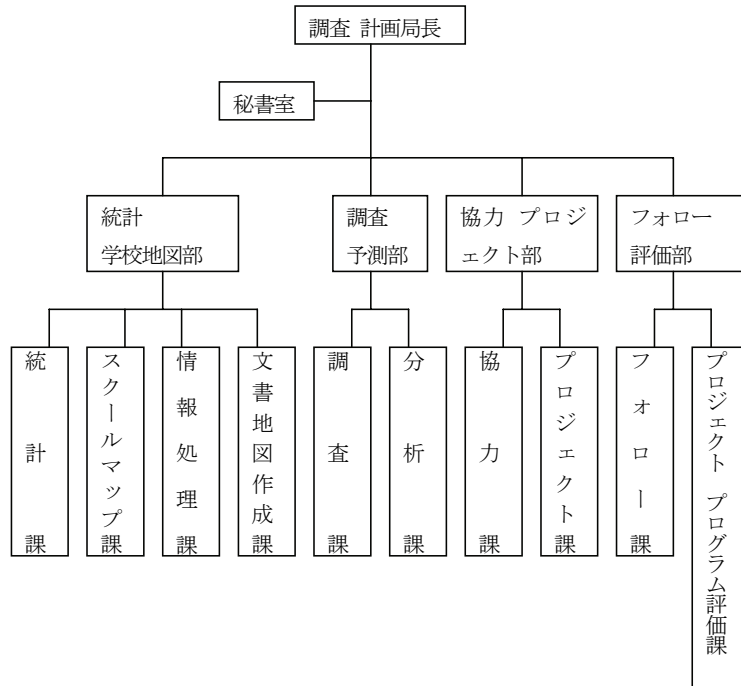 調査 計画局長
秘書室
統計
学校地図部
調査
予測部
協力 プロジ
ェクト部
フォロー
評価部
統計課
スクールマップ課
情報処理課
文書地図作成課
調査課
分析課
協力課
プロジェクト課
フォロー課
プロジェクト プログラム評価課